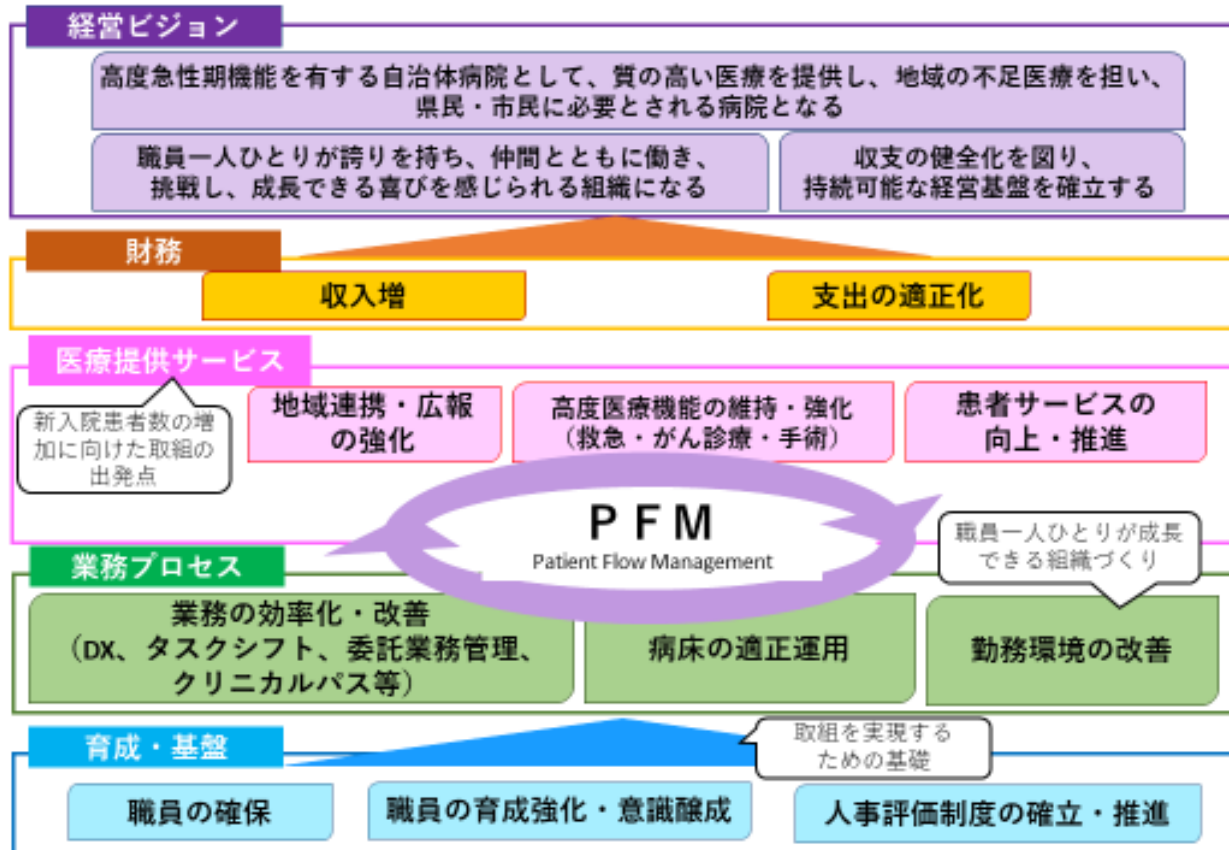 経営ビジョン
高度急性期機能を有する自治体病院として、質の高い医療を提供し、地域の不足医療を担い、
県民・市民に必要とされる病院となる
職員一人ひとりが誇りを持ち、仲間とともに働き、
挑戦し、成長できる喜びを感じられる組織になる
収支の健全化を図り、
持続可能な経営基盤を確立する
財務
収入増
支出の適正化
医療提供サービス
新入院患者数の増
加に向けた取組の
出発点
地域連携・広報
の強化
高度医療機能の維持・強化
（救急・がん診療・手術）
患者サービスの
向上・推進
ＰＦＭ
Patient Flow Management
職員一人ひとりが成長
できる組織づくり
業務プロセス
業務の効率化・改善
（DX、タスクシフト、委託業務管理、
クリニカルパス等）
病床の適正運用
勤務環境の改善
取組を実現する
ための基礎
育成・基盤
職員の確保
職員の育成強化・意識醸成
人事評価制度の確立・推進